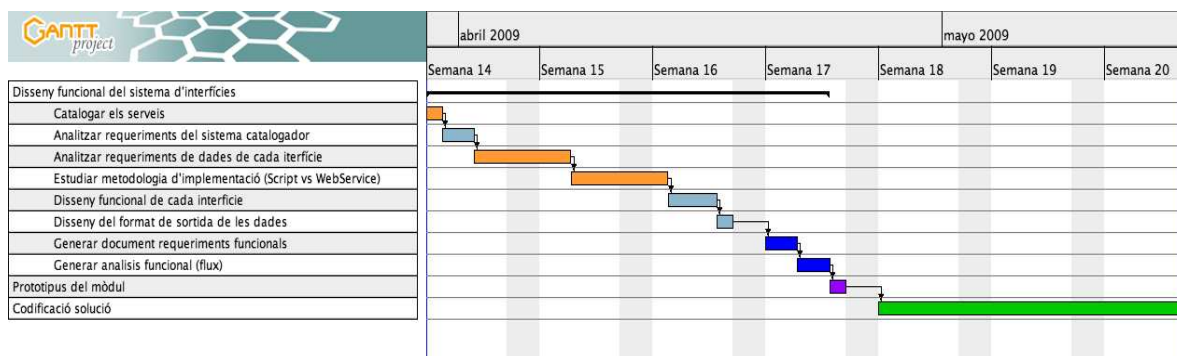 GANTT
project
abril 2009
mayo 2009
Semana 14
Semana 15
Semana 16
Semana 17
Semana 18
Semana 19
Semana 20
Disseny funcional del sistema d'interfícies
Catalogar els serveis
Analitzar requeriments del sistema catalogador
Analitzar requeriments de dades de cada iterfície
Estudiar metodologia d'implementació (Script vs WebService)
Disseny funcional de cada interficie
Disseny del format de sortida de les dades
Generar document requeriments funcionals
Generar analisis funcional (flux)
Prototipus del mòdul
Codificació solució